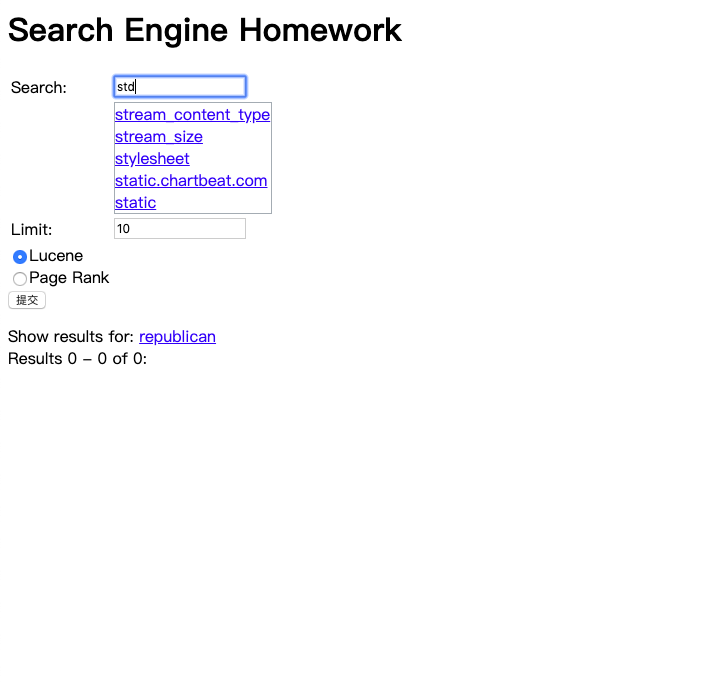 Search Engine Homework
Search: std
stream_content_type
stream_size
stylesheet
static.chartbeat.com
static
Limit: 10
Lucene
Page Rank
提交
Show results for: republican
Results 0 - 0 of 0: